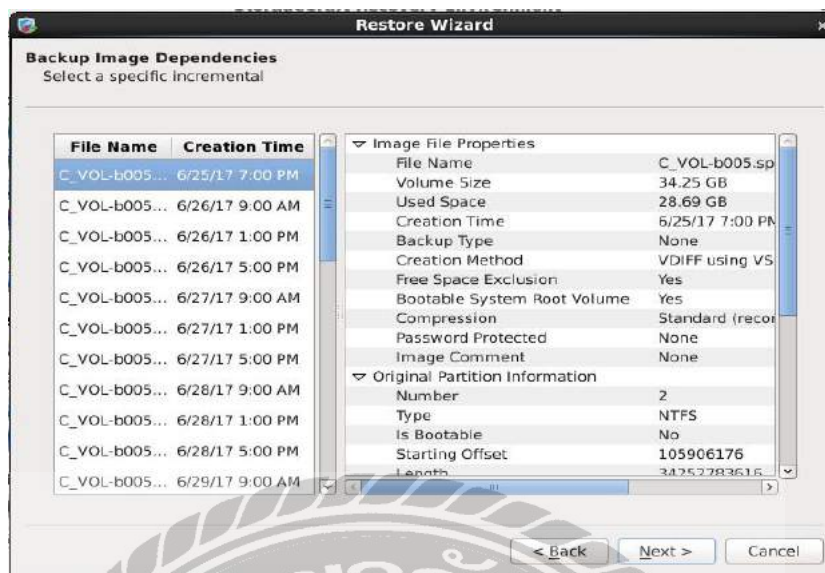 Restore Wizard
Backup Image Dependencies
Select a specific incremental
File Name Creation Time
C_VOL-b005... 6/25/17 7:00 PM
C_VOL-b005... 6/26/17 9:00 AM
C_VOL-b005... 6/26/17 1:00 PM
C_VOL-b005... 6/26/17 5:00 PM
C_VOL-b005... 6/27/17 9:00 AM
C_VOL-b005... 6/27/17 1:00 PM
C_VOL-b005... 6/27/17 5:00 PM
C_VOL-b005... 6/28/17 9:00 AM
C_VOL-b005... 6/28/17 1:00 PM
C_VOL-b005... 6/28/17 5:00 PM
C_VOL-b005... 6/29/17 9:00 AM
Image File Properties
File Name C_VOL-b005.sp
Volume Size 34.25 GB
Used Space 28.69 GB
Creation Time 6/25/17 7:00 PM
Backup Type None
Creation Method VDIFF using VS
Free Space Exclusion Yes
Bootable System Root Volume Yes
Compression Standard (recor
Password Protected None
Image Comment None
Original Partition Information
Number 2
Type NTFS
Is Bootable No
Starting Offset 105906176
Length 34252783616
< Back Next > Cancel